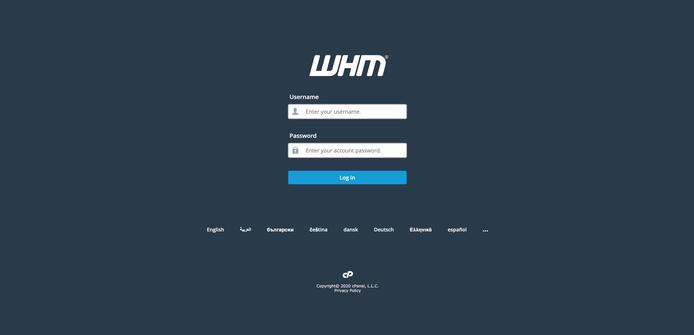 WHM®
Username
Enter your username.
Password
Enter your account password.
Log in
English العربية български čeština dansk Deutsch Ελληνικά español ...
cP
Copyright© 2020 cPanel, L.L.C.
Privacy Policy